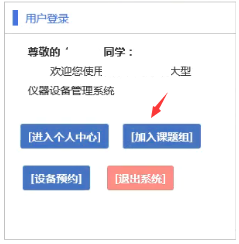 用户登录
尊敬的‘ 同学：
欢迎您使用 大型
仪器设备管理系统
[进入个人中心] [加入课题组]
[设备预约] [退出系统]